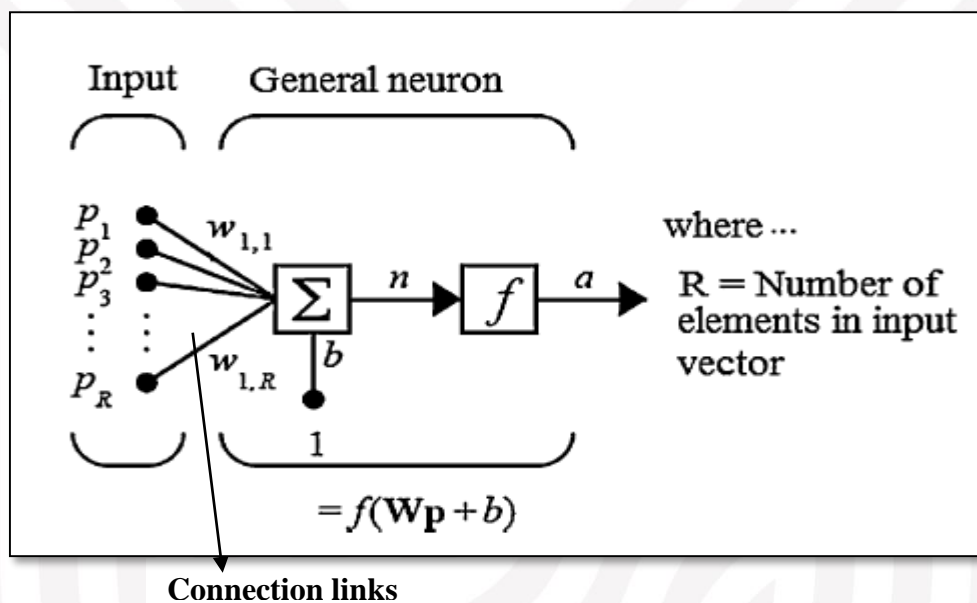 Input
General neuron
p1
p2
p3
pR
w1,1
w1,R
Σ
n
f
a
b
1
where ...
R = Number of
elements in input
vector
= f(Wp + b)
Connection links